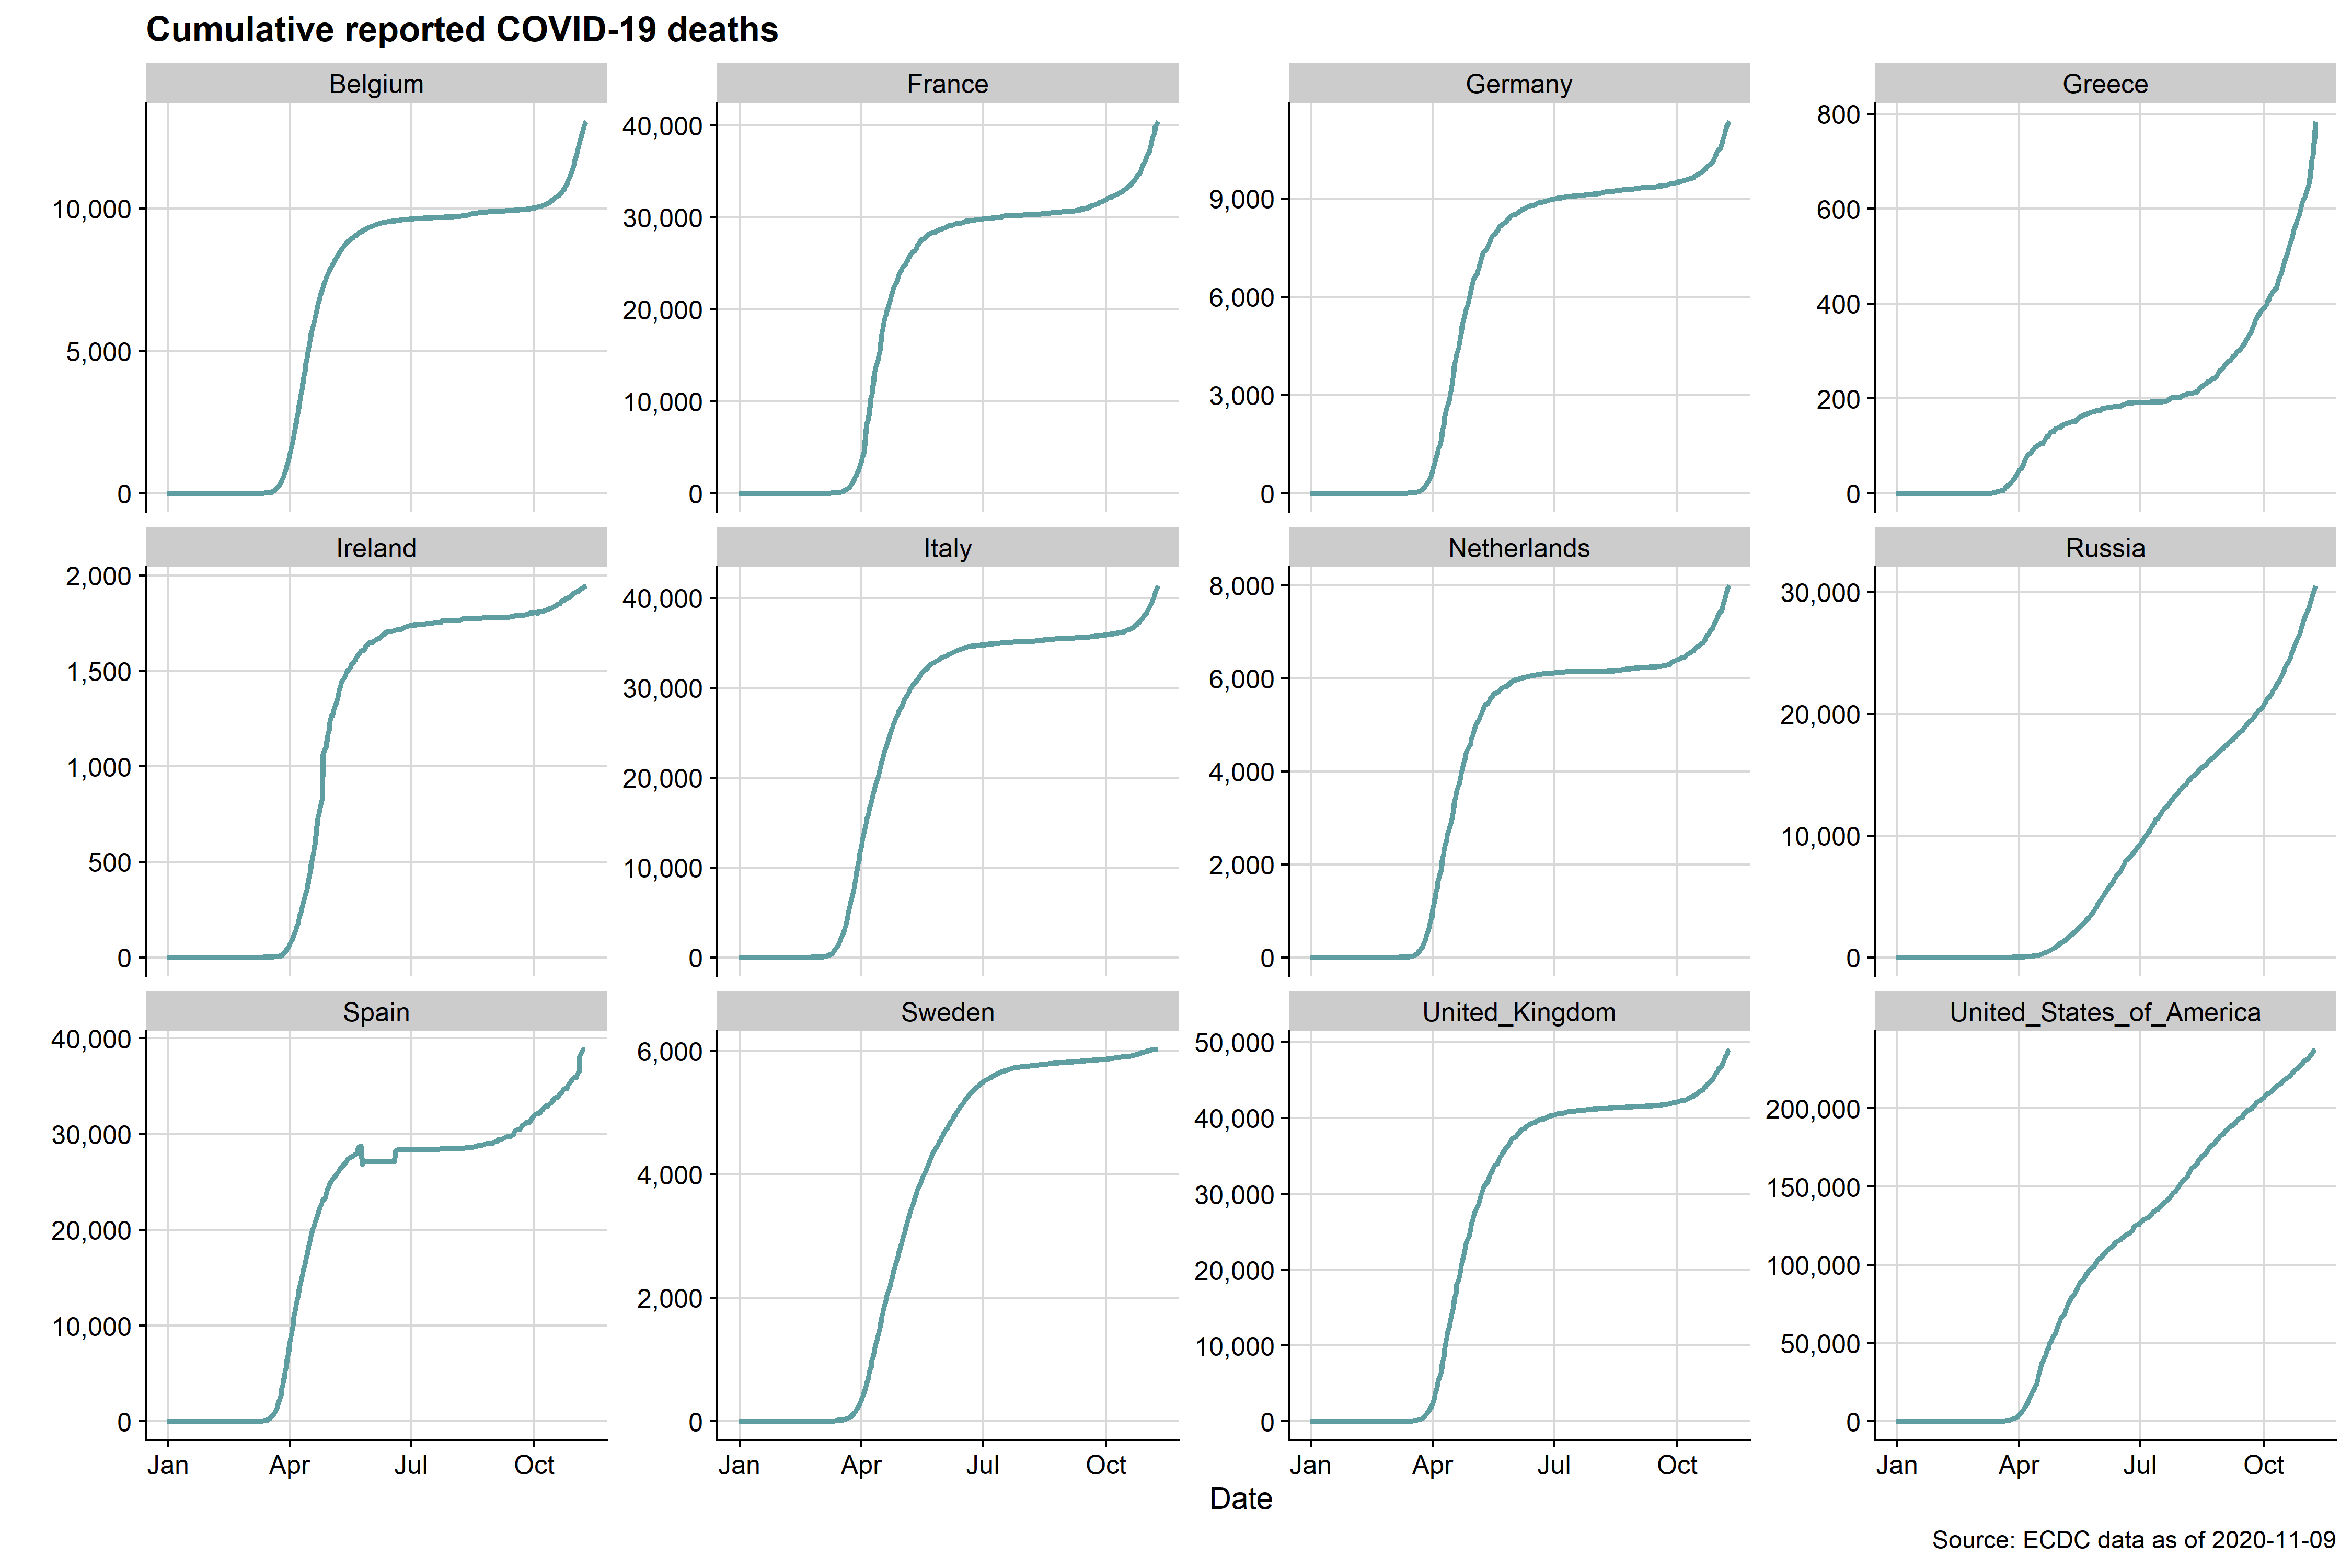 Cumulative reported COVID-19 deaths
Belgium
France
Germany
Greece
10,000
5,000
0
40,000
30,000
20,000
10,000
0
9,000
6,000
3,000
0
800
600
400
200
0
Ireland
Italy
Netherlands
Russia
2,000
1,500
1,000
500
0
40,000
30,000
20,000
10,000
0
8,000
6,000
4,000
2,000
0
30,000
20,000
10,000
0
Spain
Sweden
United_Kingdom
United_States_of_America
40,000
30,000
20,000
10,000
0
6,000
4,000
2,000
0
50,000
40,000
30,000
20,000
10,000
0
200,000
150,000
100,000
50,000
0
Jan Apr Jul Oct
Jan Apr Jul Oct
Jan Apr Jul Oct
Jan Apr Jul Oct
Date
Source: ECDC data as of 2020-11-09